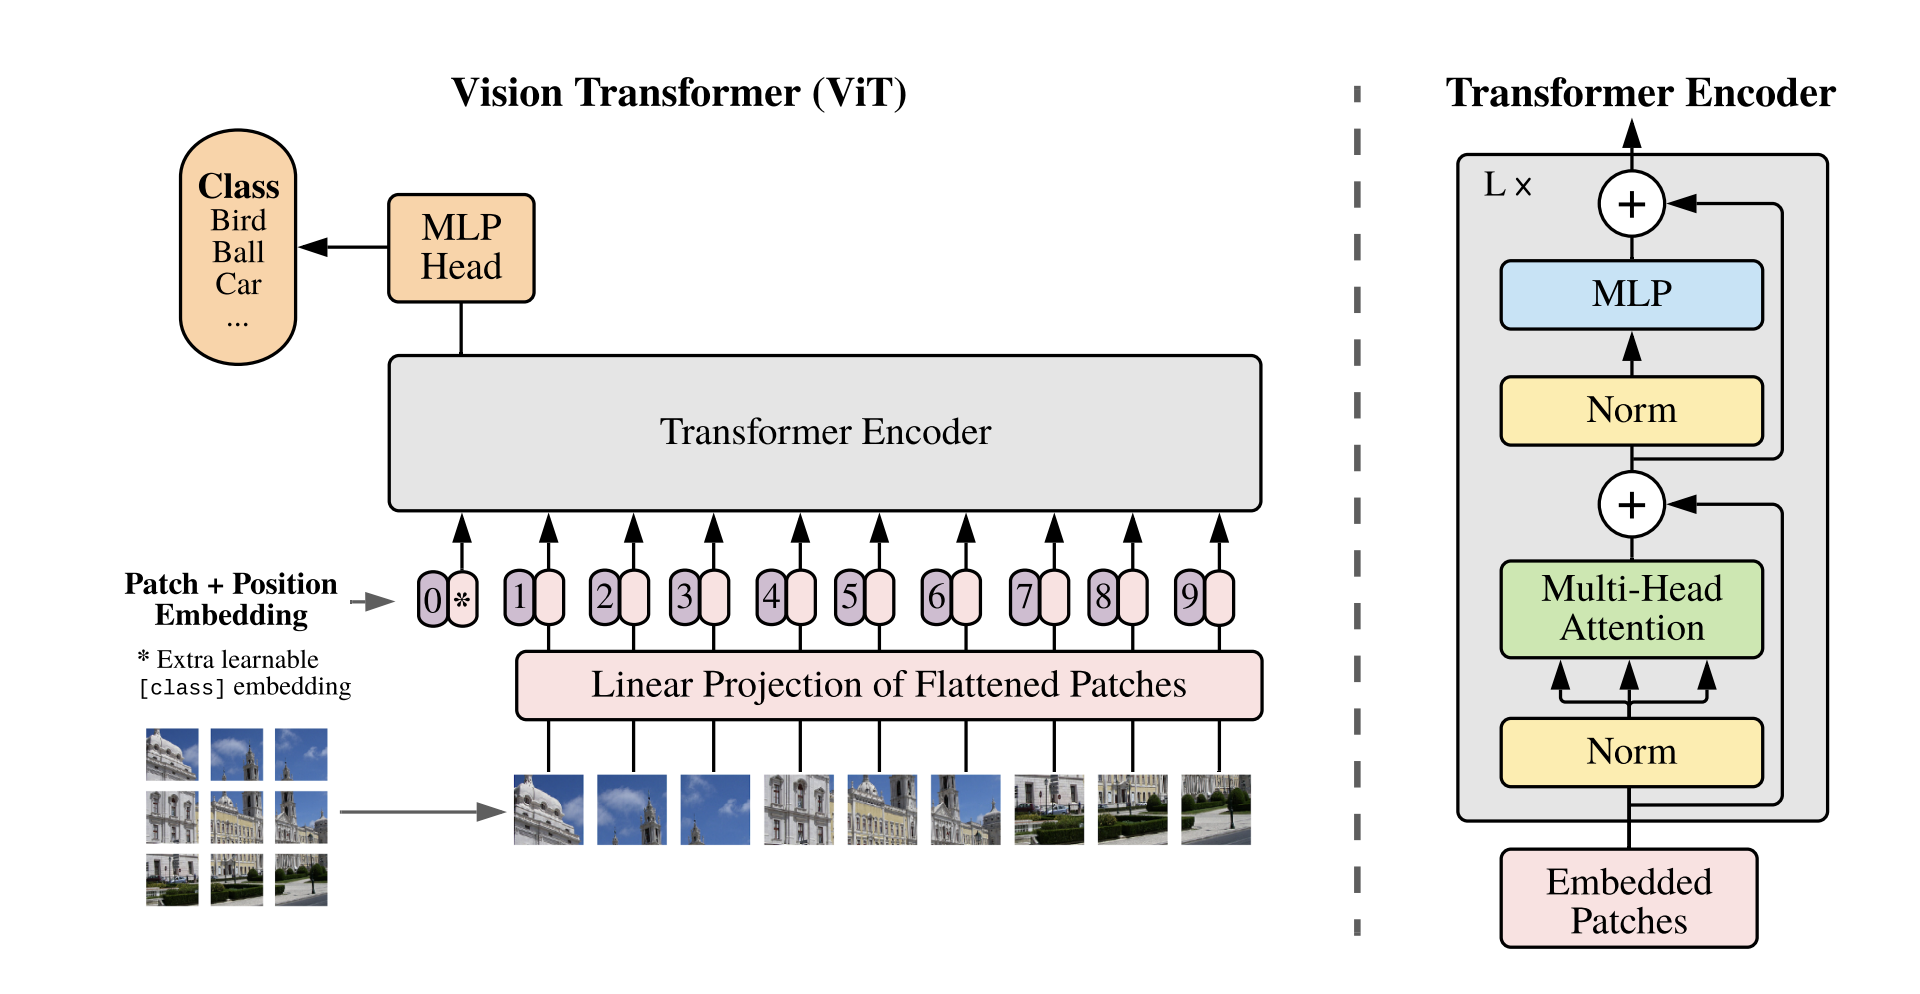 Vision Transformer (ViT)
Class
Bird
Ball
Car
...
MLP
Head
Transformer Encoder
Patch + Position
Embedding
0 * 1 2 3 4 5 6 7 8 9
* Extra learnable
[class] embedding
Linear Projection of Flattened Patches
Transformer Encoder
L ×
+
MLP
Norm
+
Multi-Head
Attention
Norm
Embedded
Patches